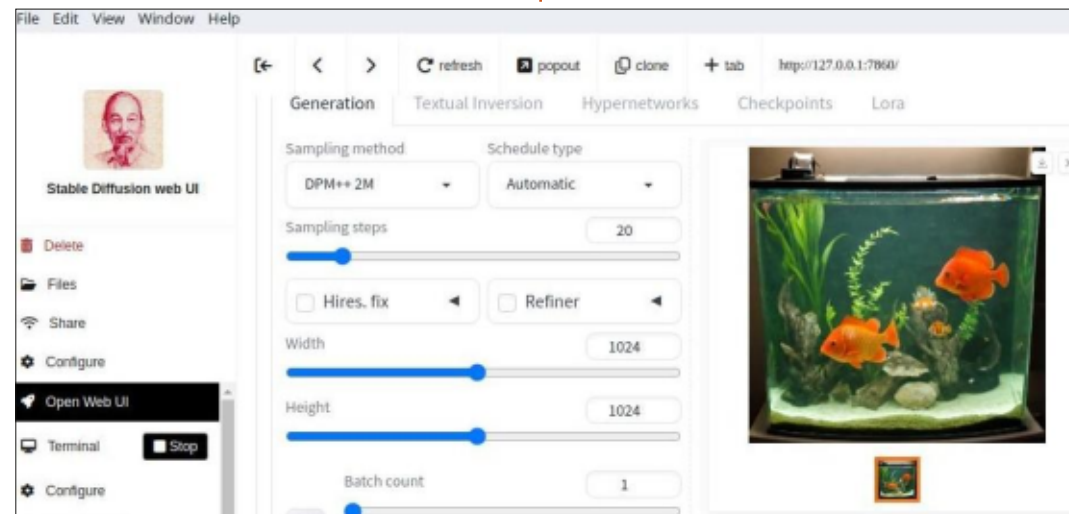 File Edit View Window Help
refresh popout clone tab http://127.0.0.1:7860/
Generation Textual Inversion Hypernetworks Checkpoints Lora
Sampling method Schedule type
DPM++ 2M Automatic
Stable Diffusion web UI
Sampling steps 20
Delete
Files
Hires. fix Refiner
Share
Width 1024
Configure
Open Web UI
Height 1024
Terminal Stop
Batch count 1
Configure